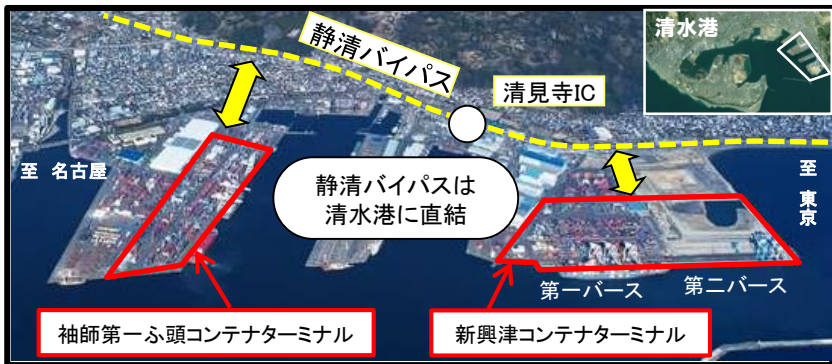 清水港
静清バイパス
清見寺IC
至 名古屋
静清バイパスは
清水港に直結
至 東京
第一バース
第二バース
袖師第一ふ頭コンテナターミナル
新興津コンテナターミナル